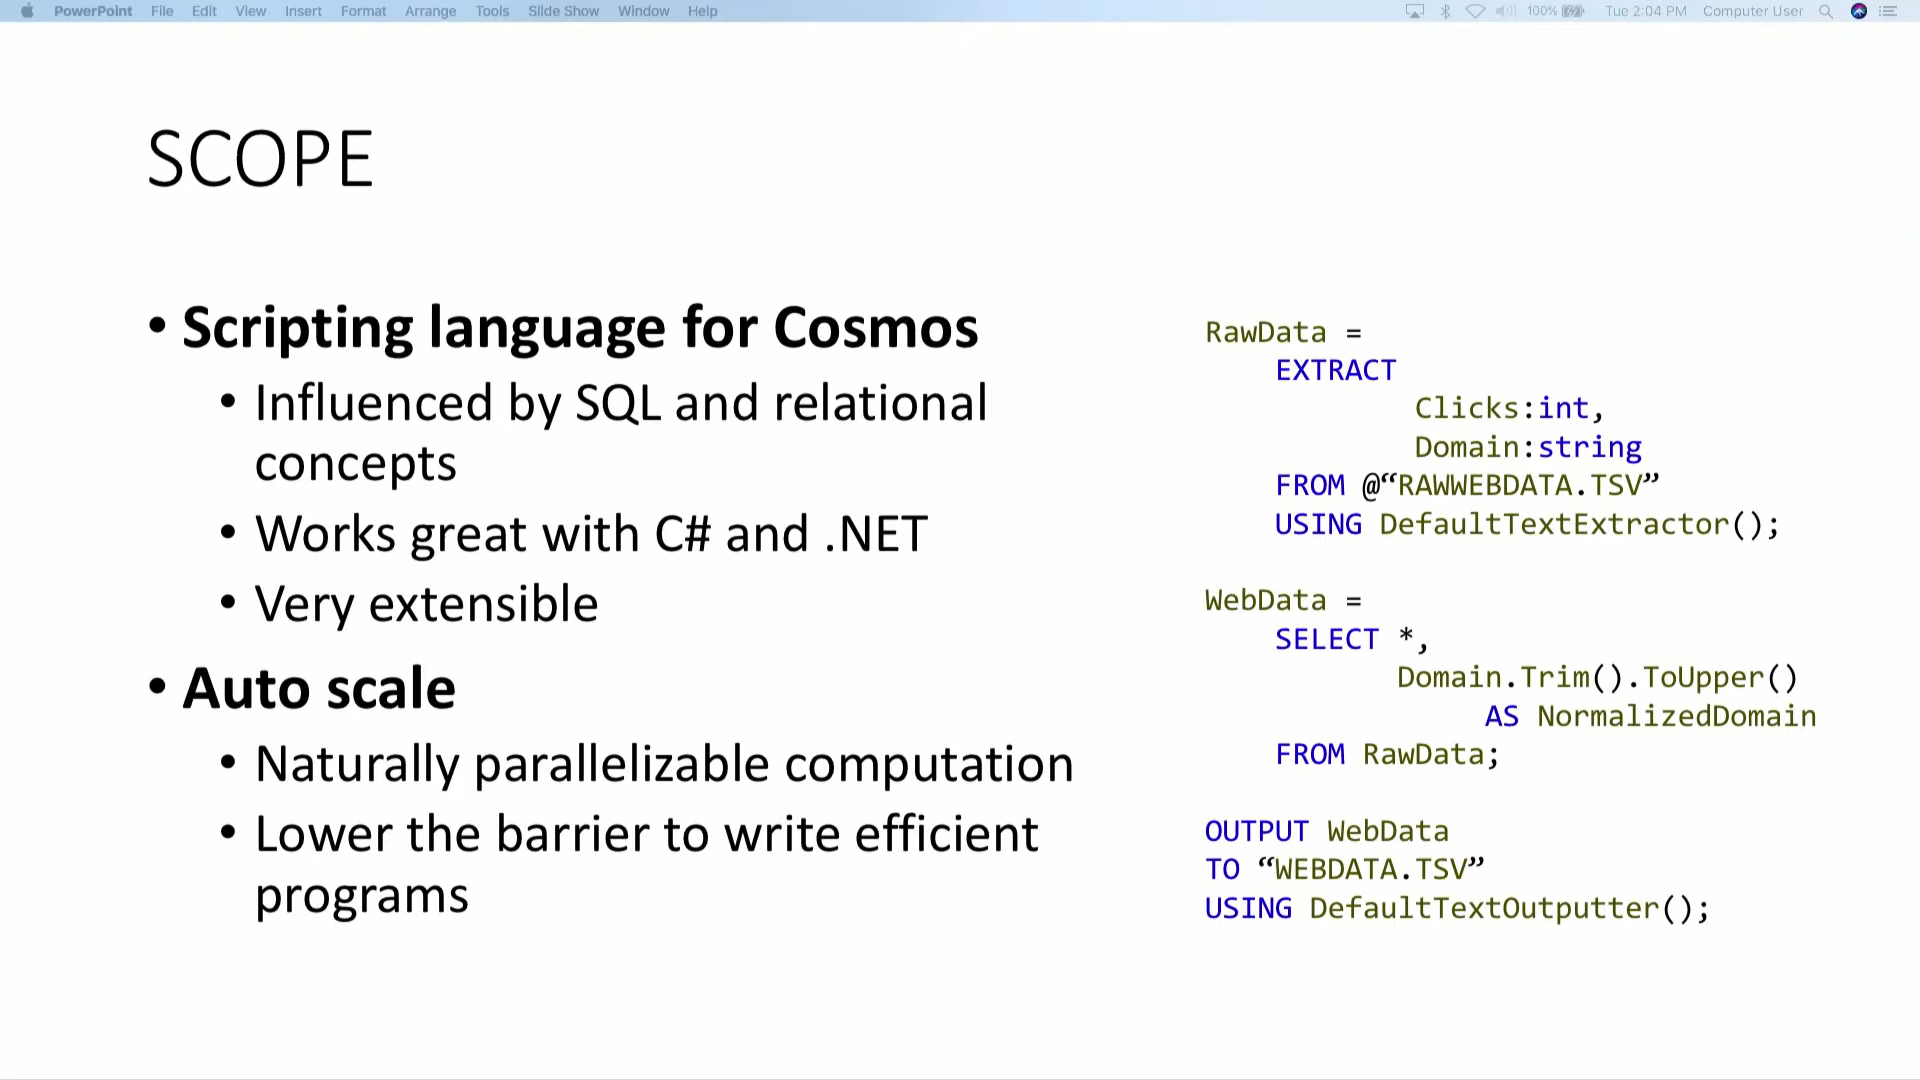 PowerPoint File Edit View Insert Format Arrange Tools Slide Show Window Help 100% Tue 2:04 PM Computer User
SCOPE
• Scripting language for Cosmos
• Influenced by SQL and relational
concepts
• Works great with C# and .NET
• Very extensible
• Auto scale
• Naturally parallelizable computation
• Lower the barrier to write efficient
programs
RawData =
EXTRACT
Clicks:int,
Domain:string
FROM @“RAWWEBDATA.TSV”
USING DefaultTextExtractor();
WebData =
SELECT *,
Domain.Trim().ToUpper()
AS NormalizedDomain
FROM RawData;
OUTPUT WebData
TO “WEBDATA.TSV”
USING DefaultTextOutputter();